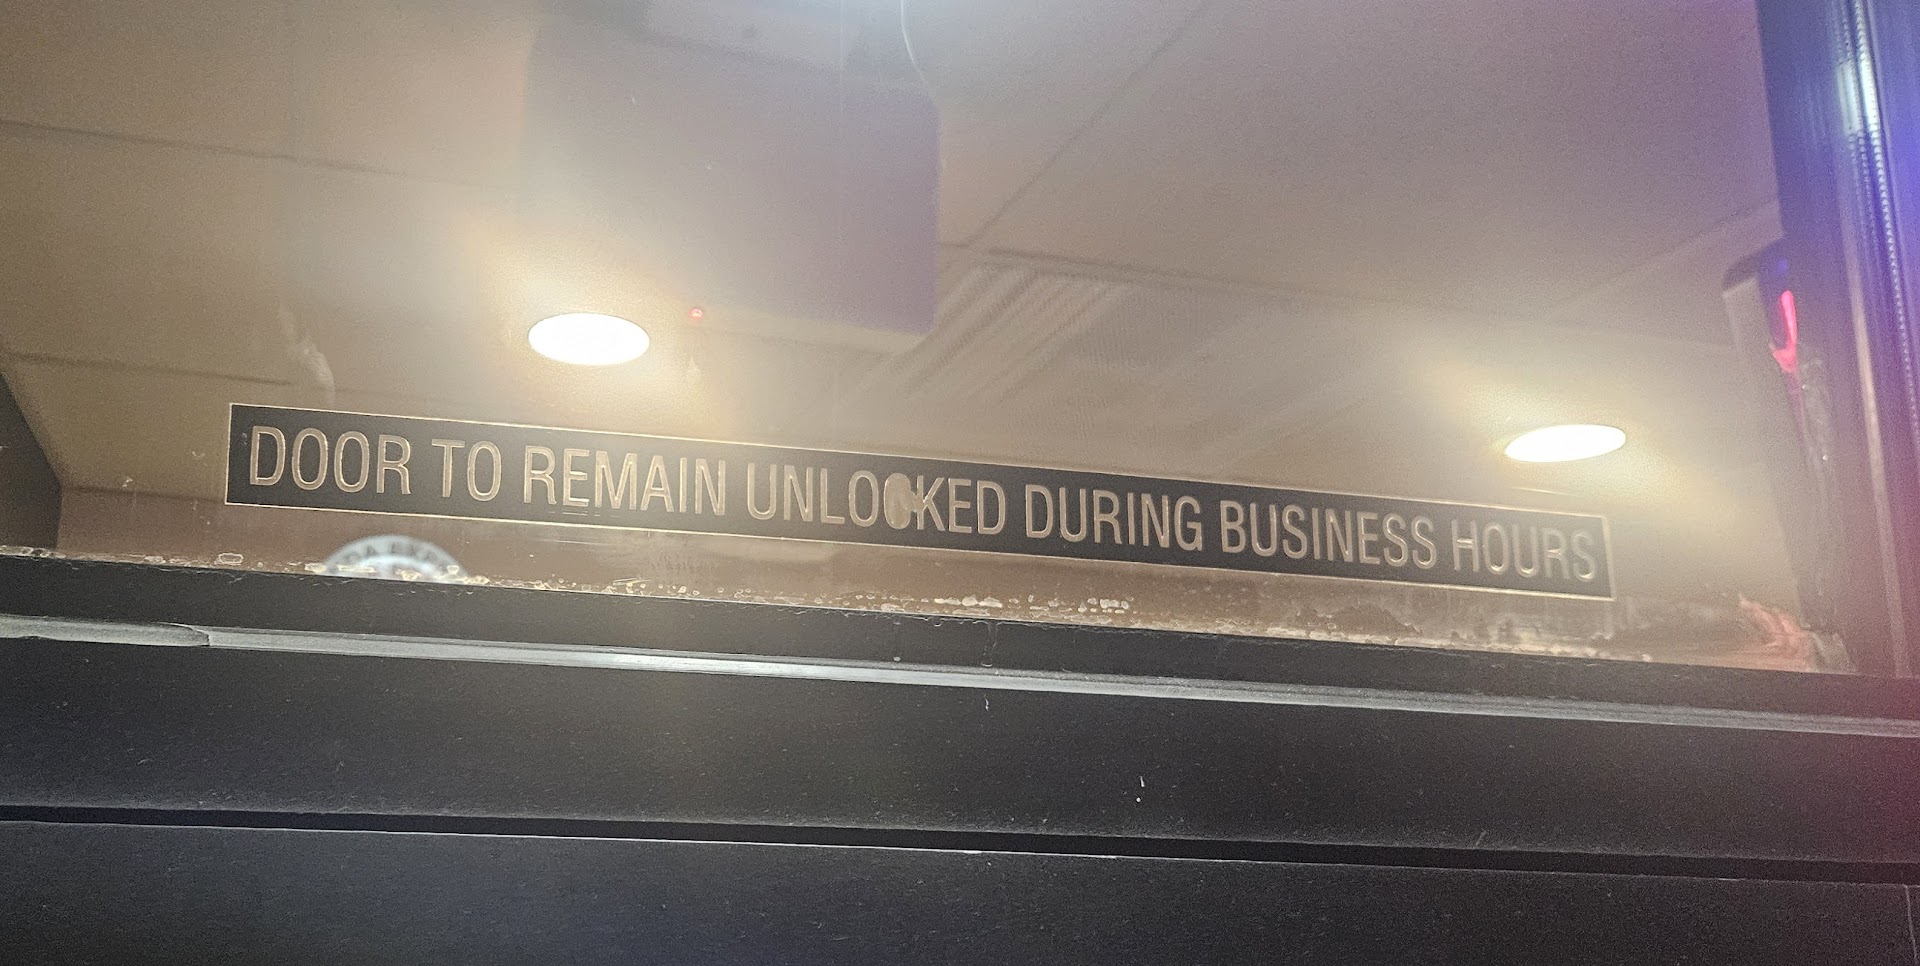 DOOR TO REMAIN UNLOCKED DURING BUSINESS HOURS